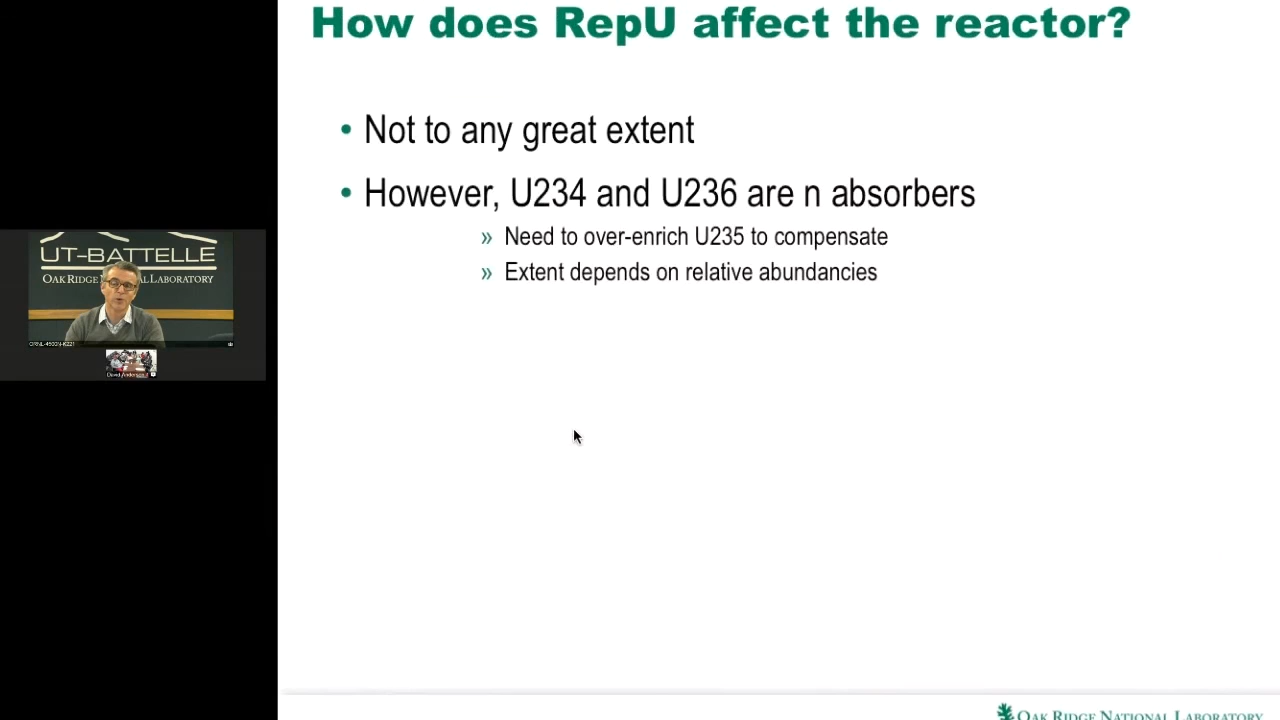 How does RepU affect the reactor?
• Not to any great extent
• However, U234 and U236 are n absorbers
» Need to over-enrich U235 to compensate
» Extent depends on relative abundancies
UT-BATTELLE
OAK RIDGE NATIONAL LABORATORY
David Anderson
OAK RIDGE NATIONAL LABORATORY